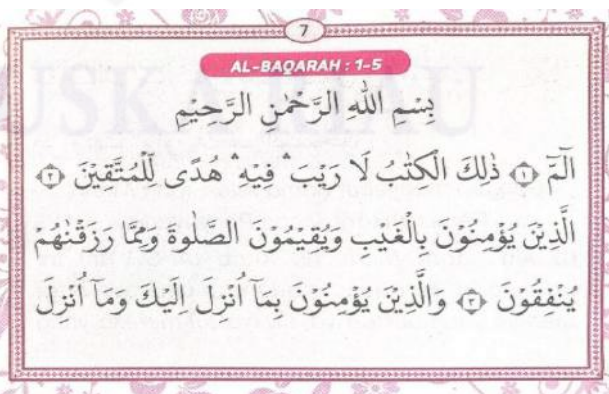 7
AL-BAQARAH : 1-5
بِسْمِ اللّٰهِ الرَّحْمٰنِ الرَّحِيْمِ
الٓمّٓ ﴿١﴾ ذٰلِكَ الْكِتٰبُ لَا رَيْبَ ۛ فِيْهِ ۛ هُدًى لِّلْمُتَّقِيْنَ ﴿٢﴾
الَّذِيْنَ يُؤْمِنُوْنَ بِالْغَيْبِ وَيُقِيْمُوْنَ الصَّلٰوةَ وَمِمَّا رَزَقْنٰهُمْ
يُنْفِقُوْنَ ﴿٣﴾ وَالَّذِيْنَ يُؤْمِنُوْنَ بِمَآ اُنْزِلَ اِلَيْكَ وَمَآ اُنْزِلَ